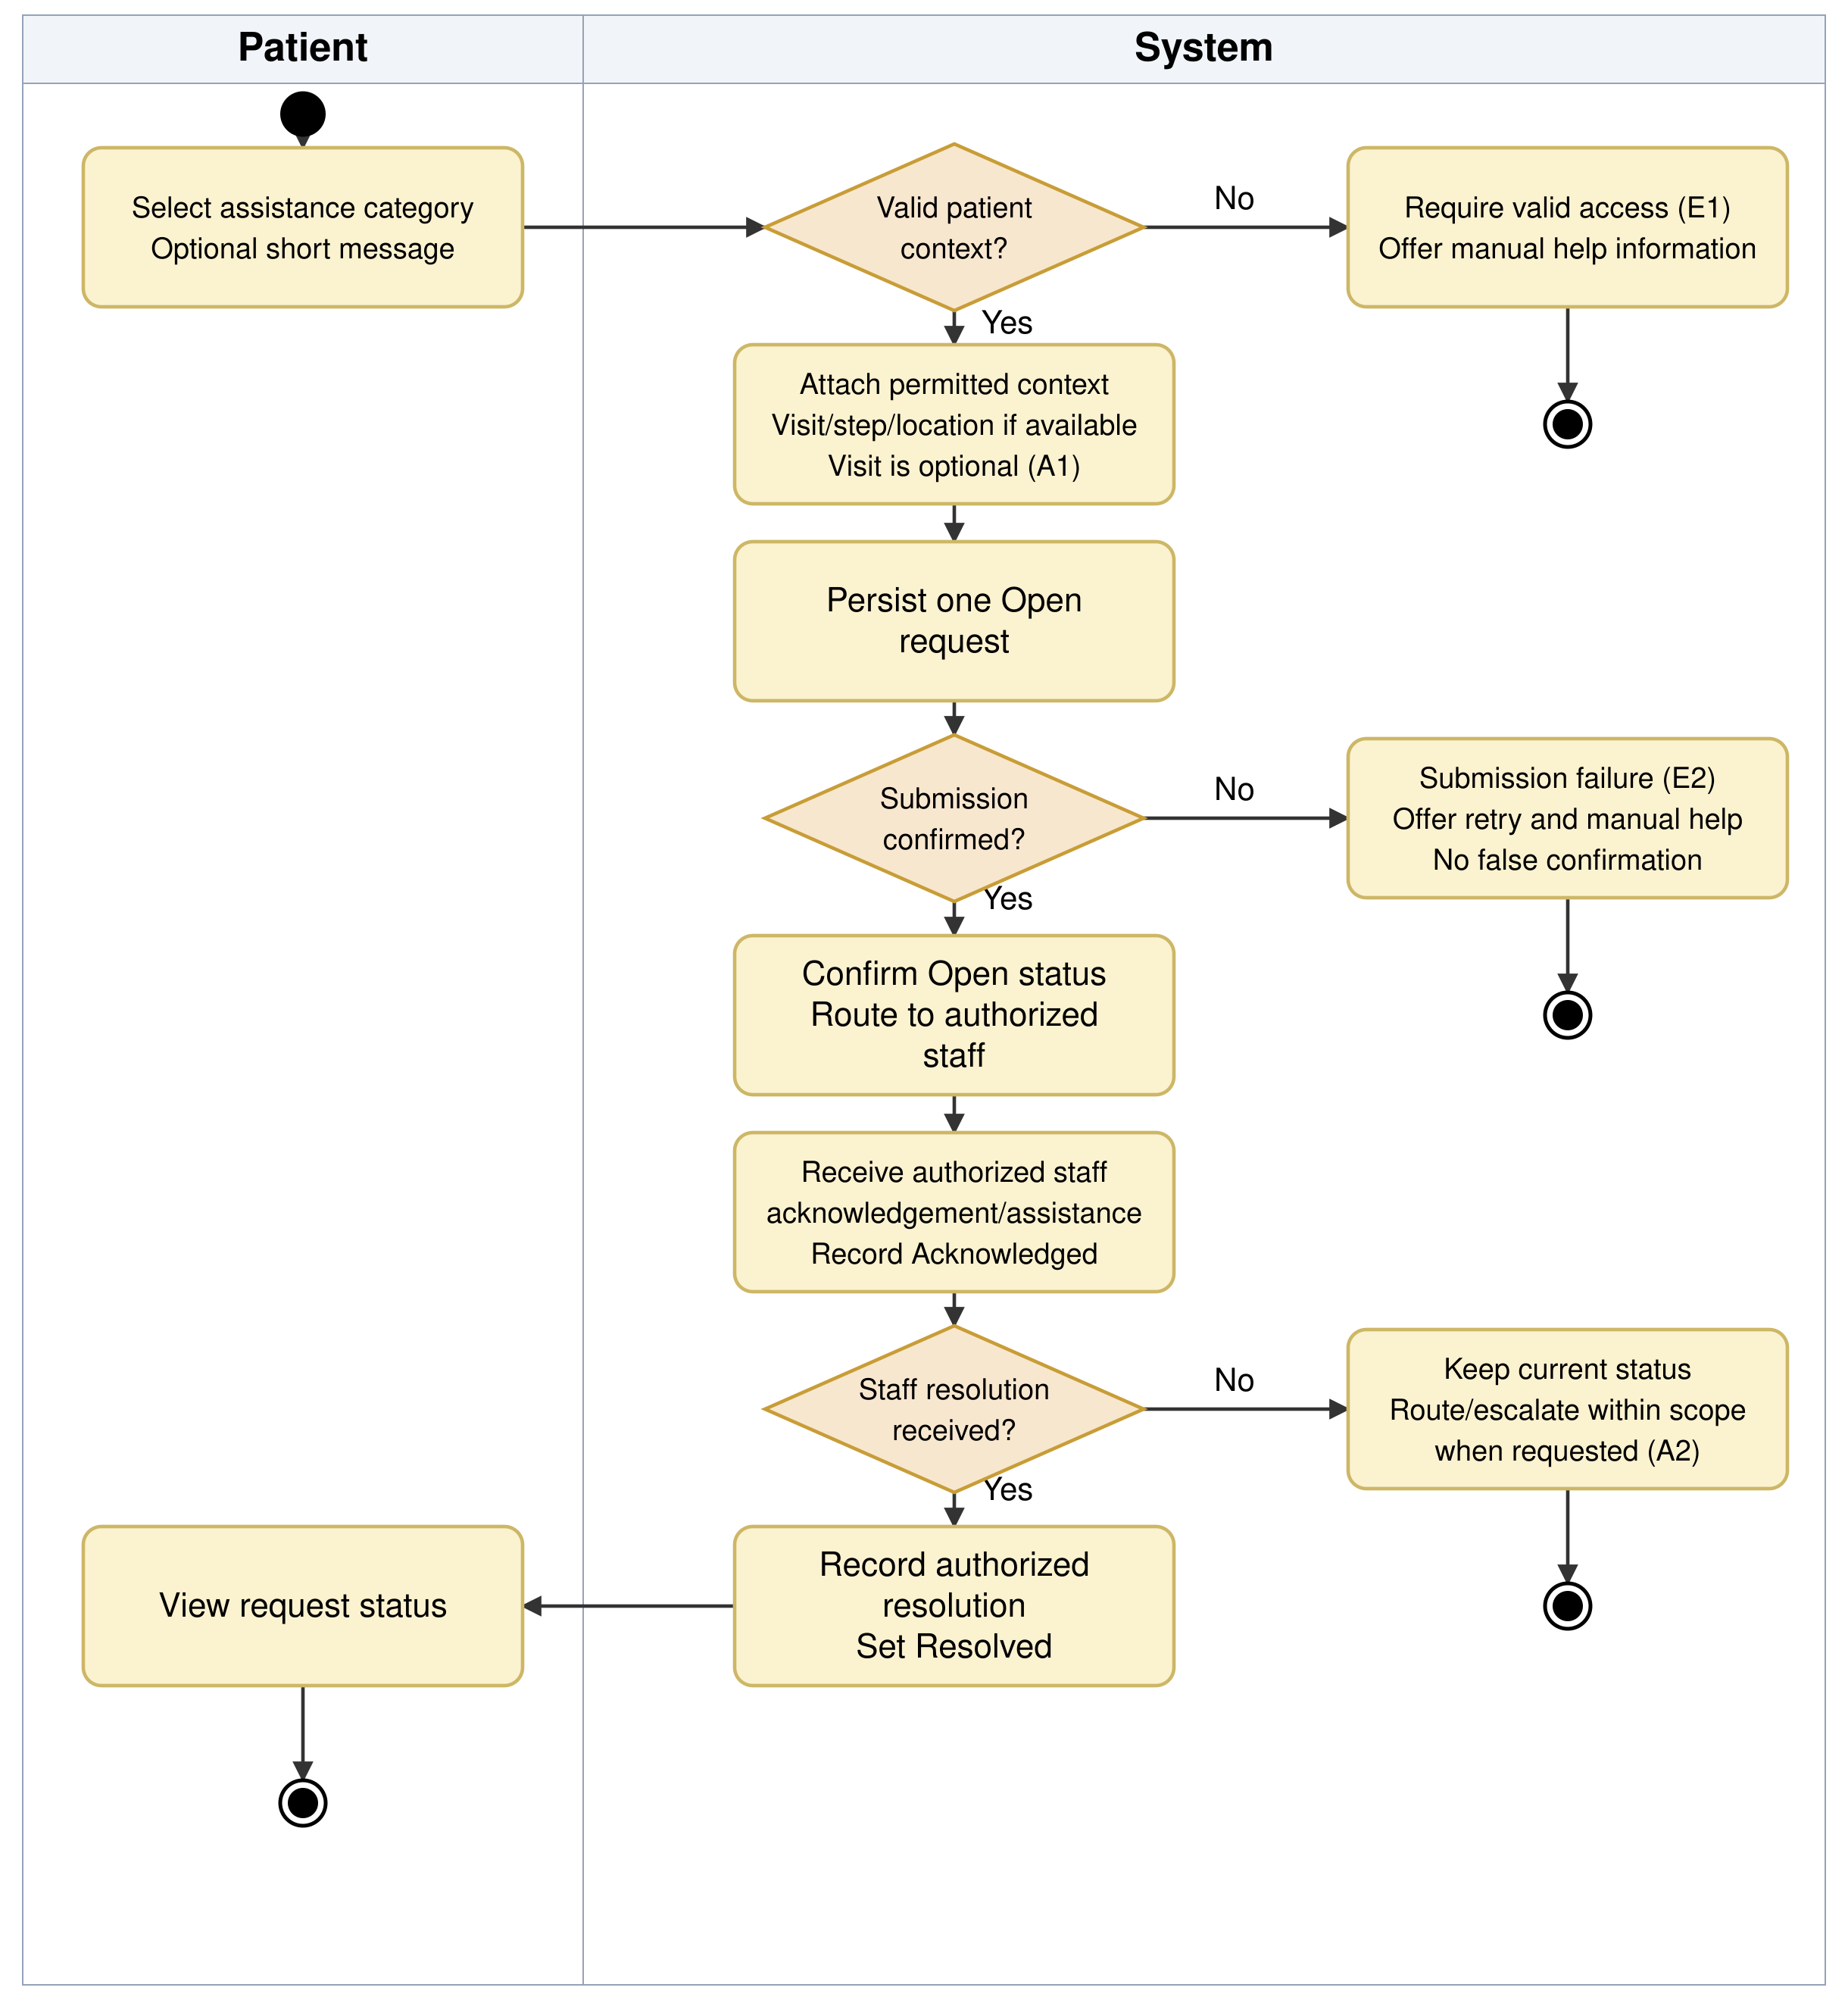 Patient
System
Select assistance category
Optional short message
Valid patient
context?
No
Require valid access (E1)
Offer manual help information
Yes
Attach permitted context
Visit/step/location if available
Visit is optional (A1)
Persist one Open
request
Submission
confirmed?
No
Submission failure (E2)
Offer retry and manual help
No false confirmation
Yes
Confirm Open status
Route to authorized
staff
Receive authorized staff
acknowledgement/assistance
Record Acknowledged
Staff resolution
received?
No
Keep current status
Route/escalate within scope
when requested (A2)
Yes
Record authorized
resolution
Set Resolved
View request status